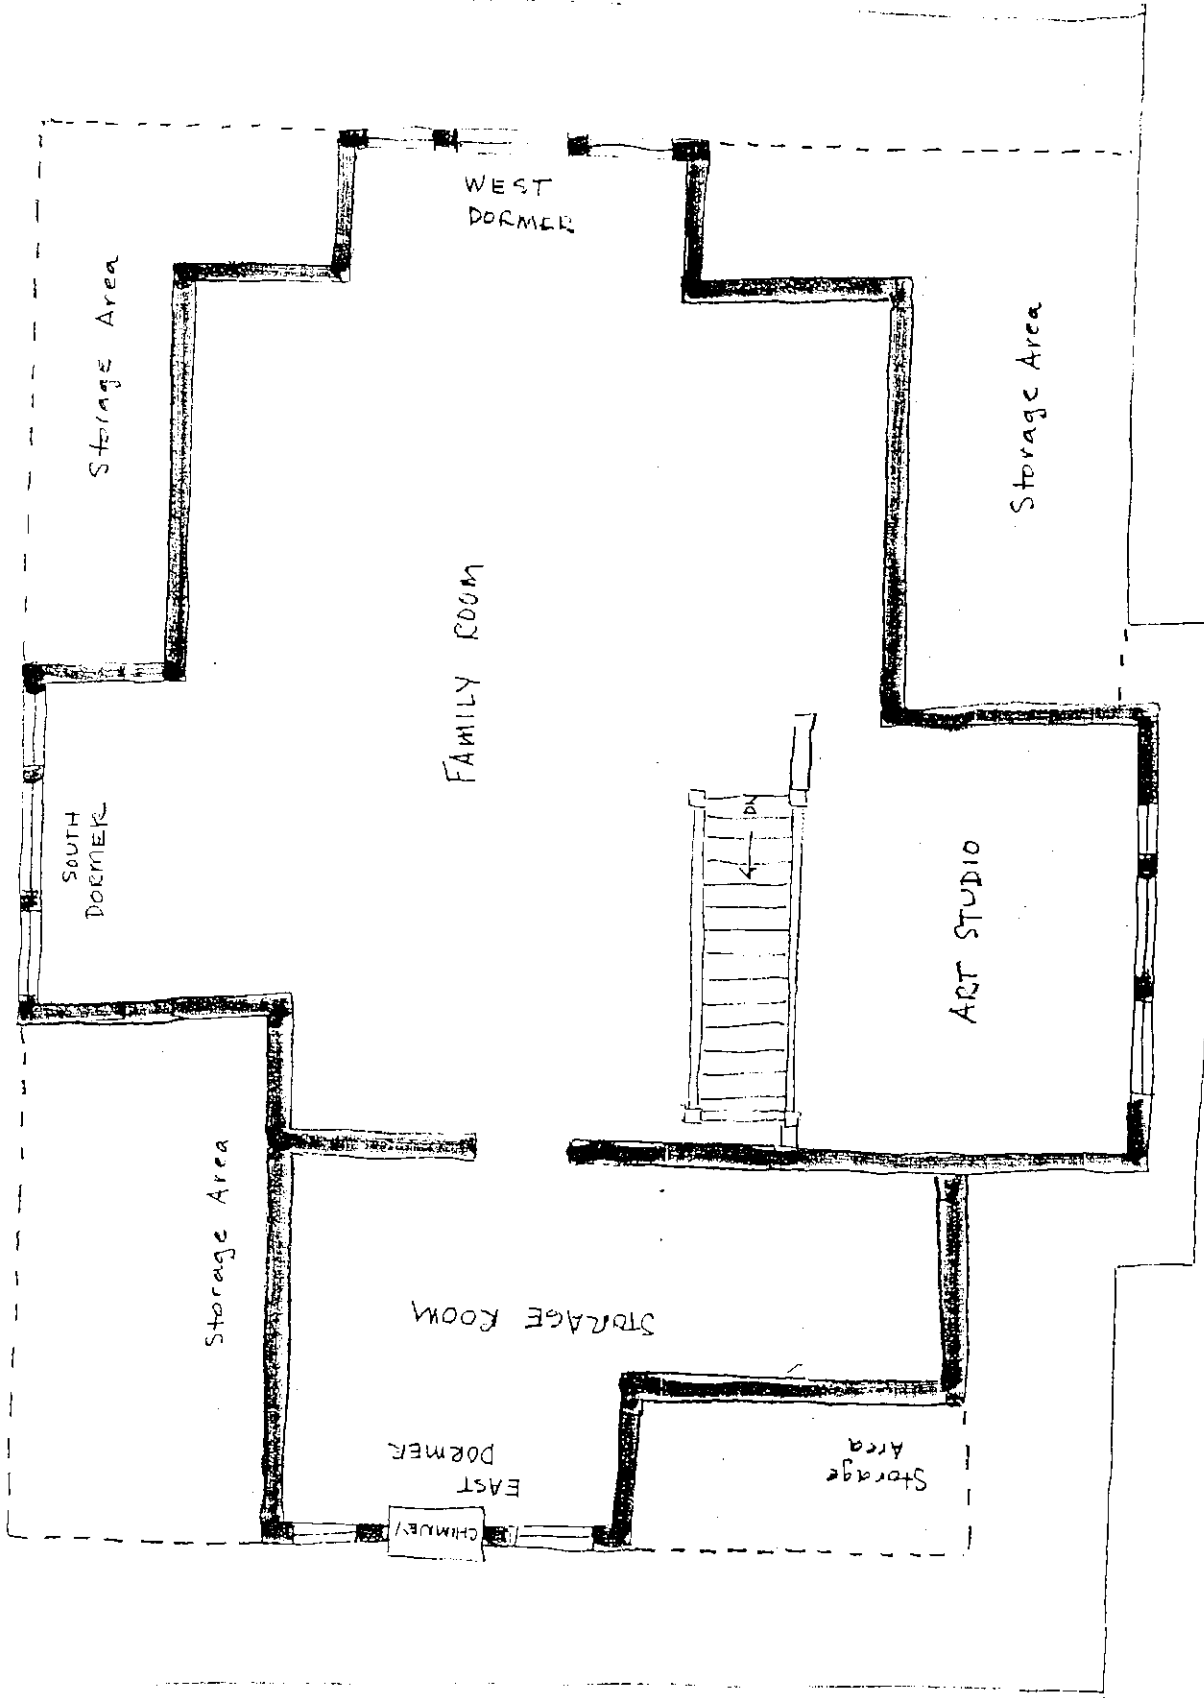 WEST
DORMER
Storage Area
Storage Area
FAMILY ROOM
SOUTH
DORMER
DN
ART STUDIO
Storage Area
STORAGE ROOM
EAST
DORMER
Storage
Area
CHIMNEY